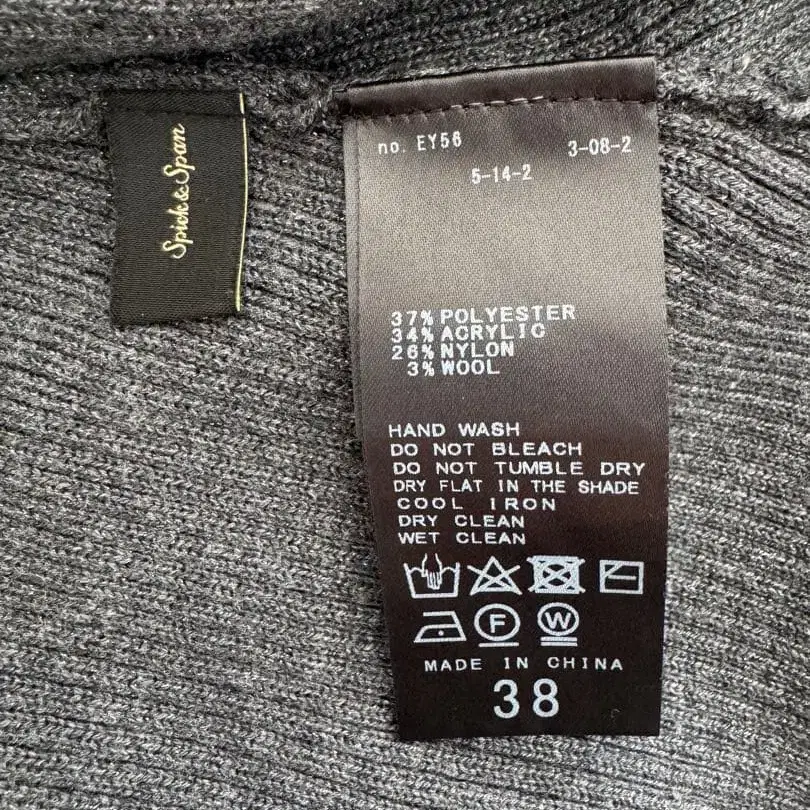 Spick & Span
no. EY56
3-08-2
5-14-2
37% POLYESTER
34% ACRYLIC
26% NYLON
3% WOOL
HAND WASH
DO NOT BLEACH
DO NOT TUMBLE DRY
DRY FLAT IN THE SHADE
COOL IRON
DRY CLEAN
WET CLEAN
F
W
MADE IN CHINA
38